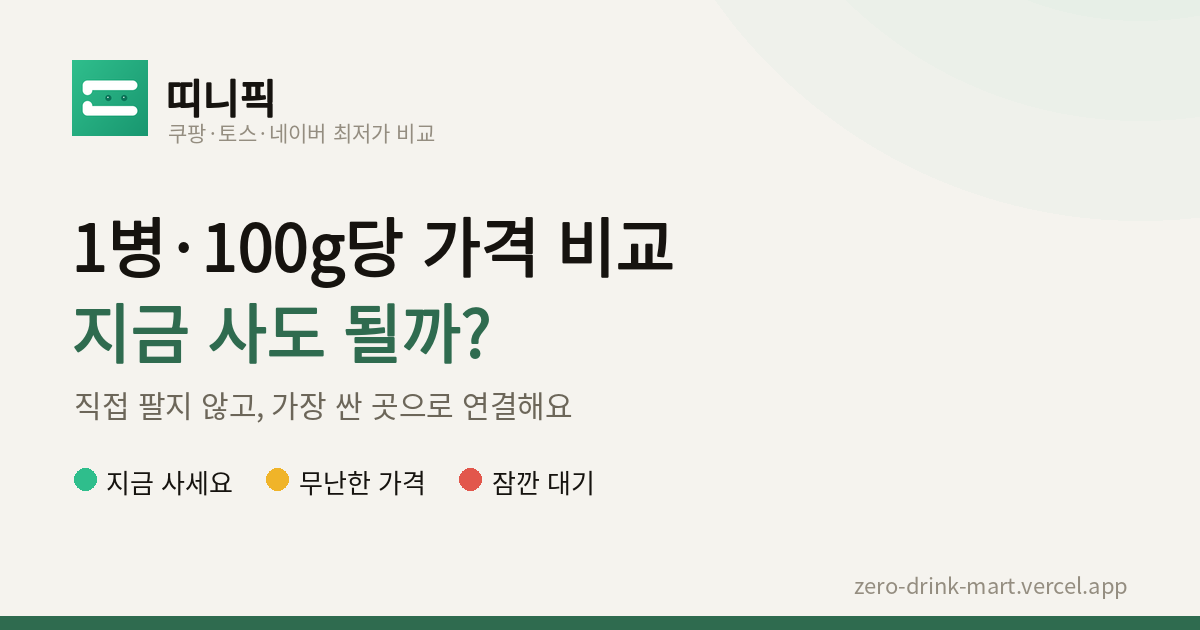 띠니픽
쿠팡·토스·네이버 최저가 비교
1병·100g당 가격 비교
지금 사도 될까?
직접 팔지 않고, 가장 싼 곳으로 연결해요
지금 사세요 무난한 가격 잠깐 대기
zero-drink-mart.vercel.app